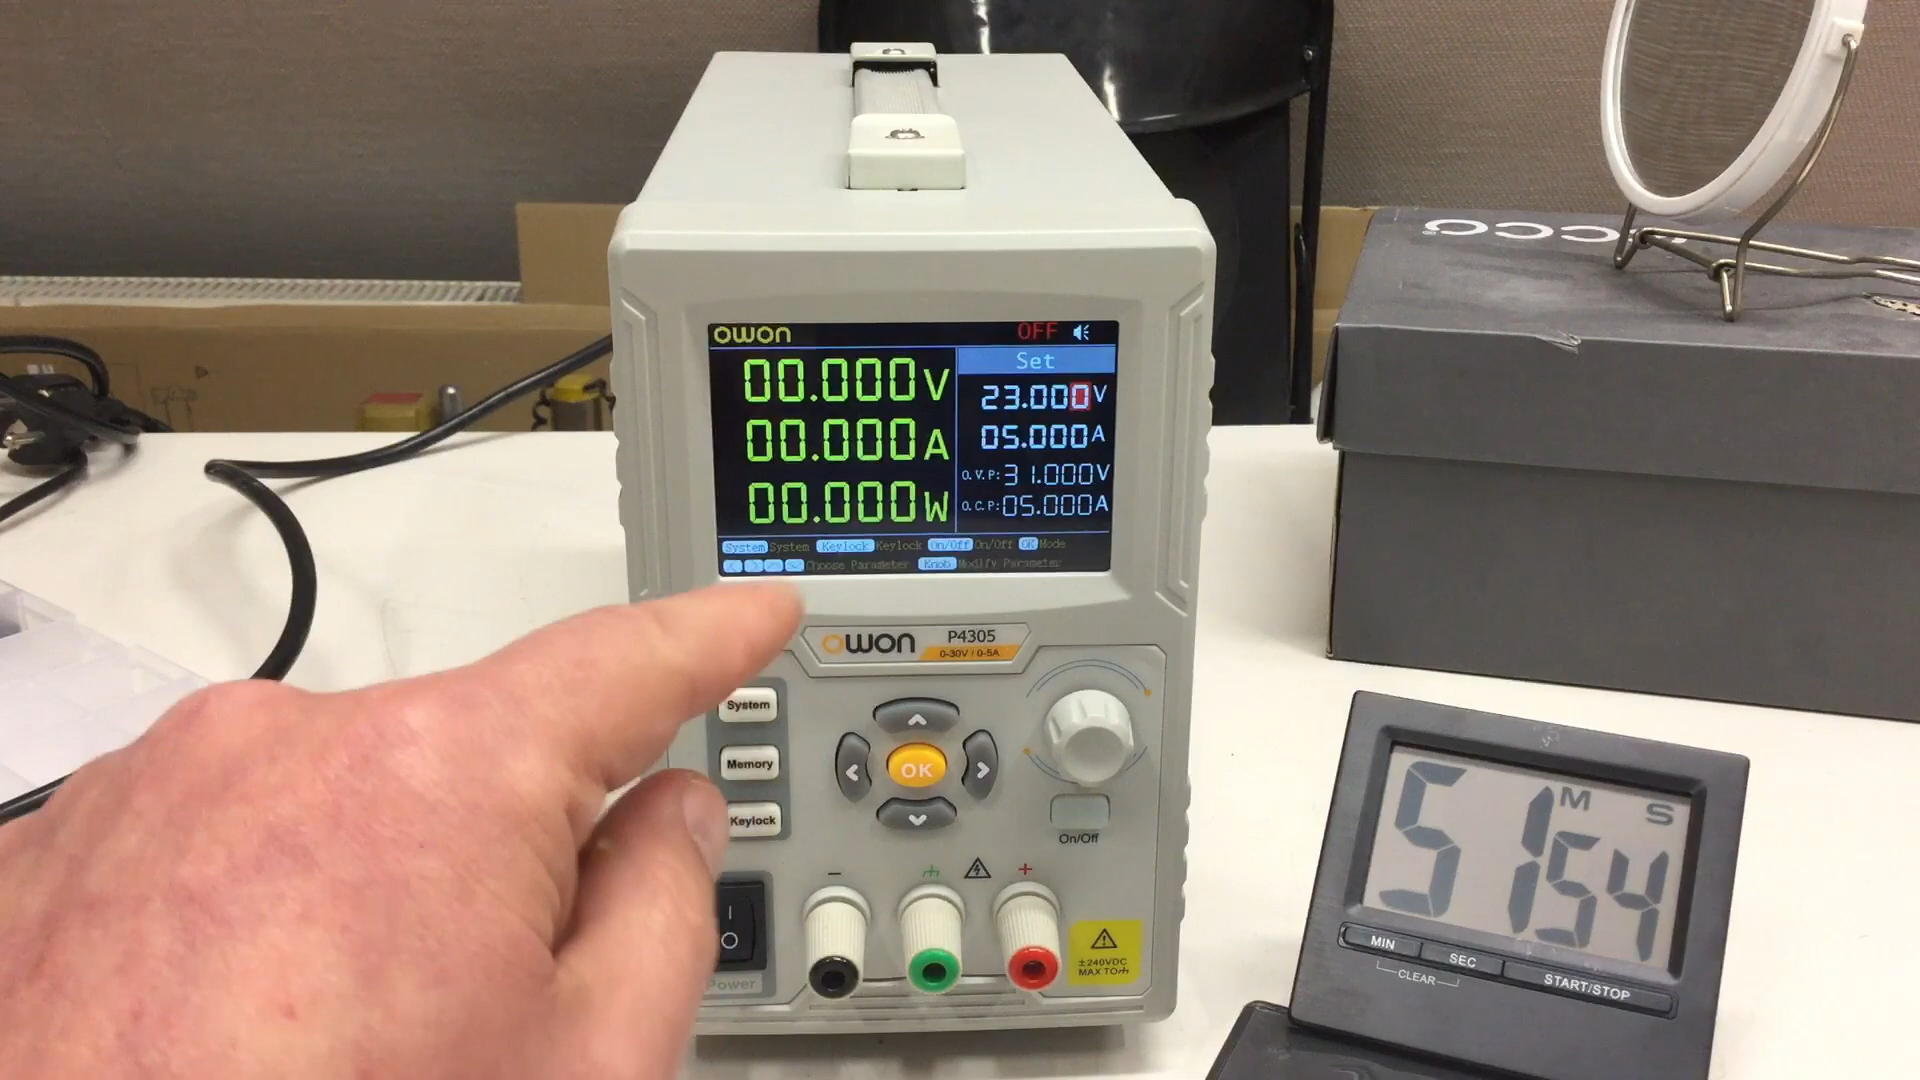 owon OFF
Set
00.000V
23.000V
00.000A
05.000A
00.000W
O.V.P:31.000V
O.C.P:05.000A
System System Keylock Keylock On/Off On/Off OK Mode
Choose Parameter Knob Modify Parameter
owon P4305
0-30V / 0-5A
System
Memory
Keylock
OK
On/Off
Power
±240VDC
MAX TO
M S
51 54
MIN
SEC
START/STOP
CLEAR